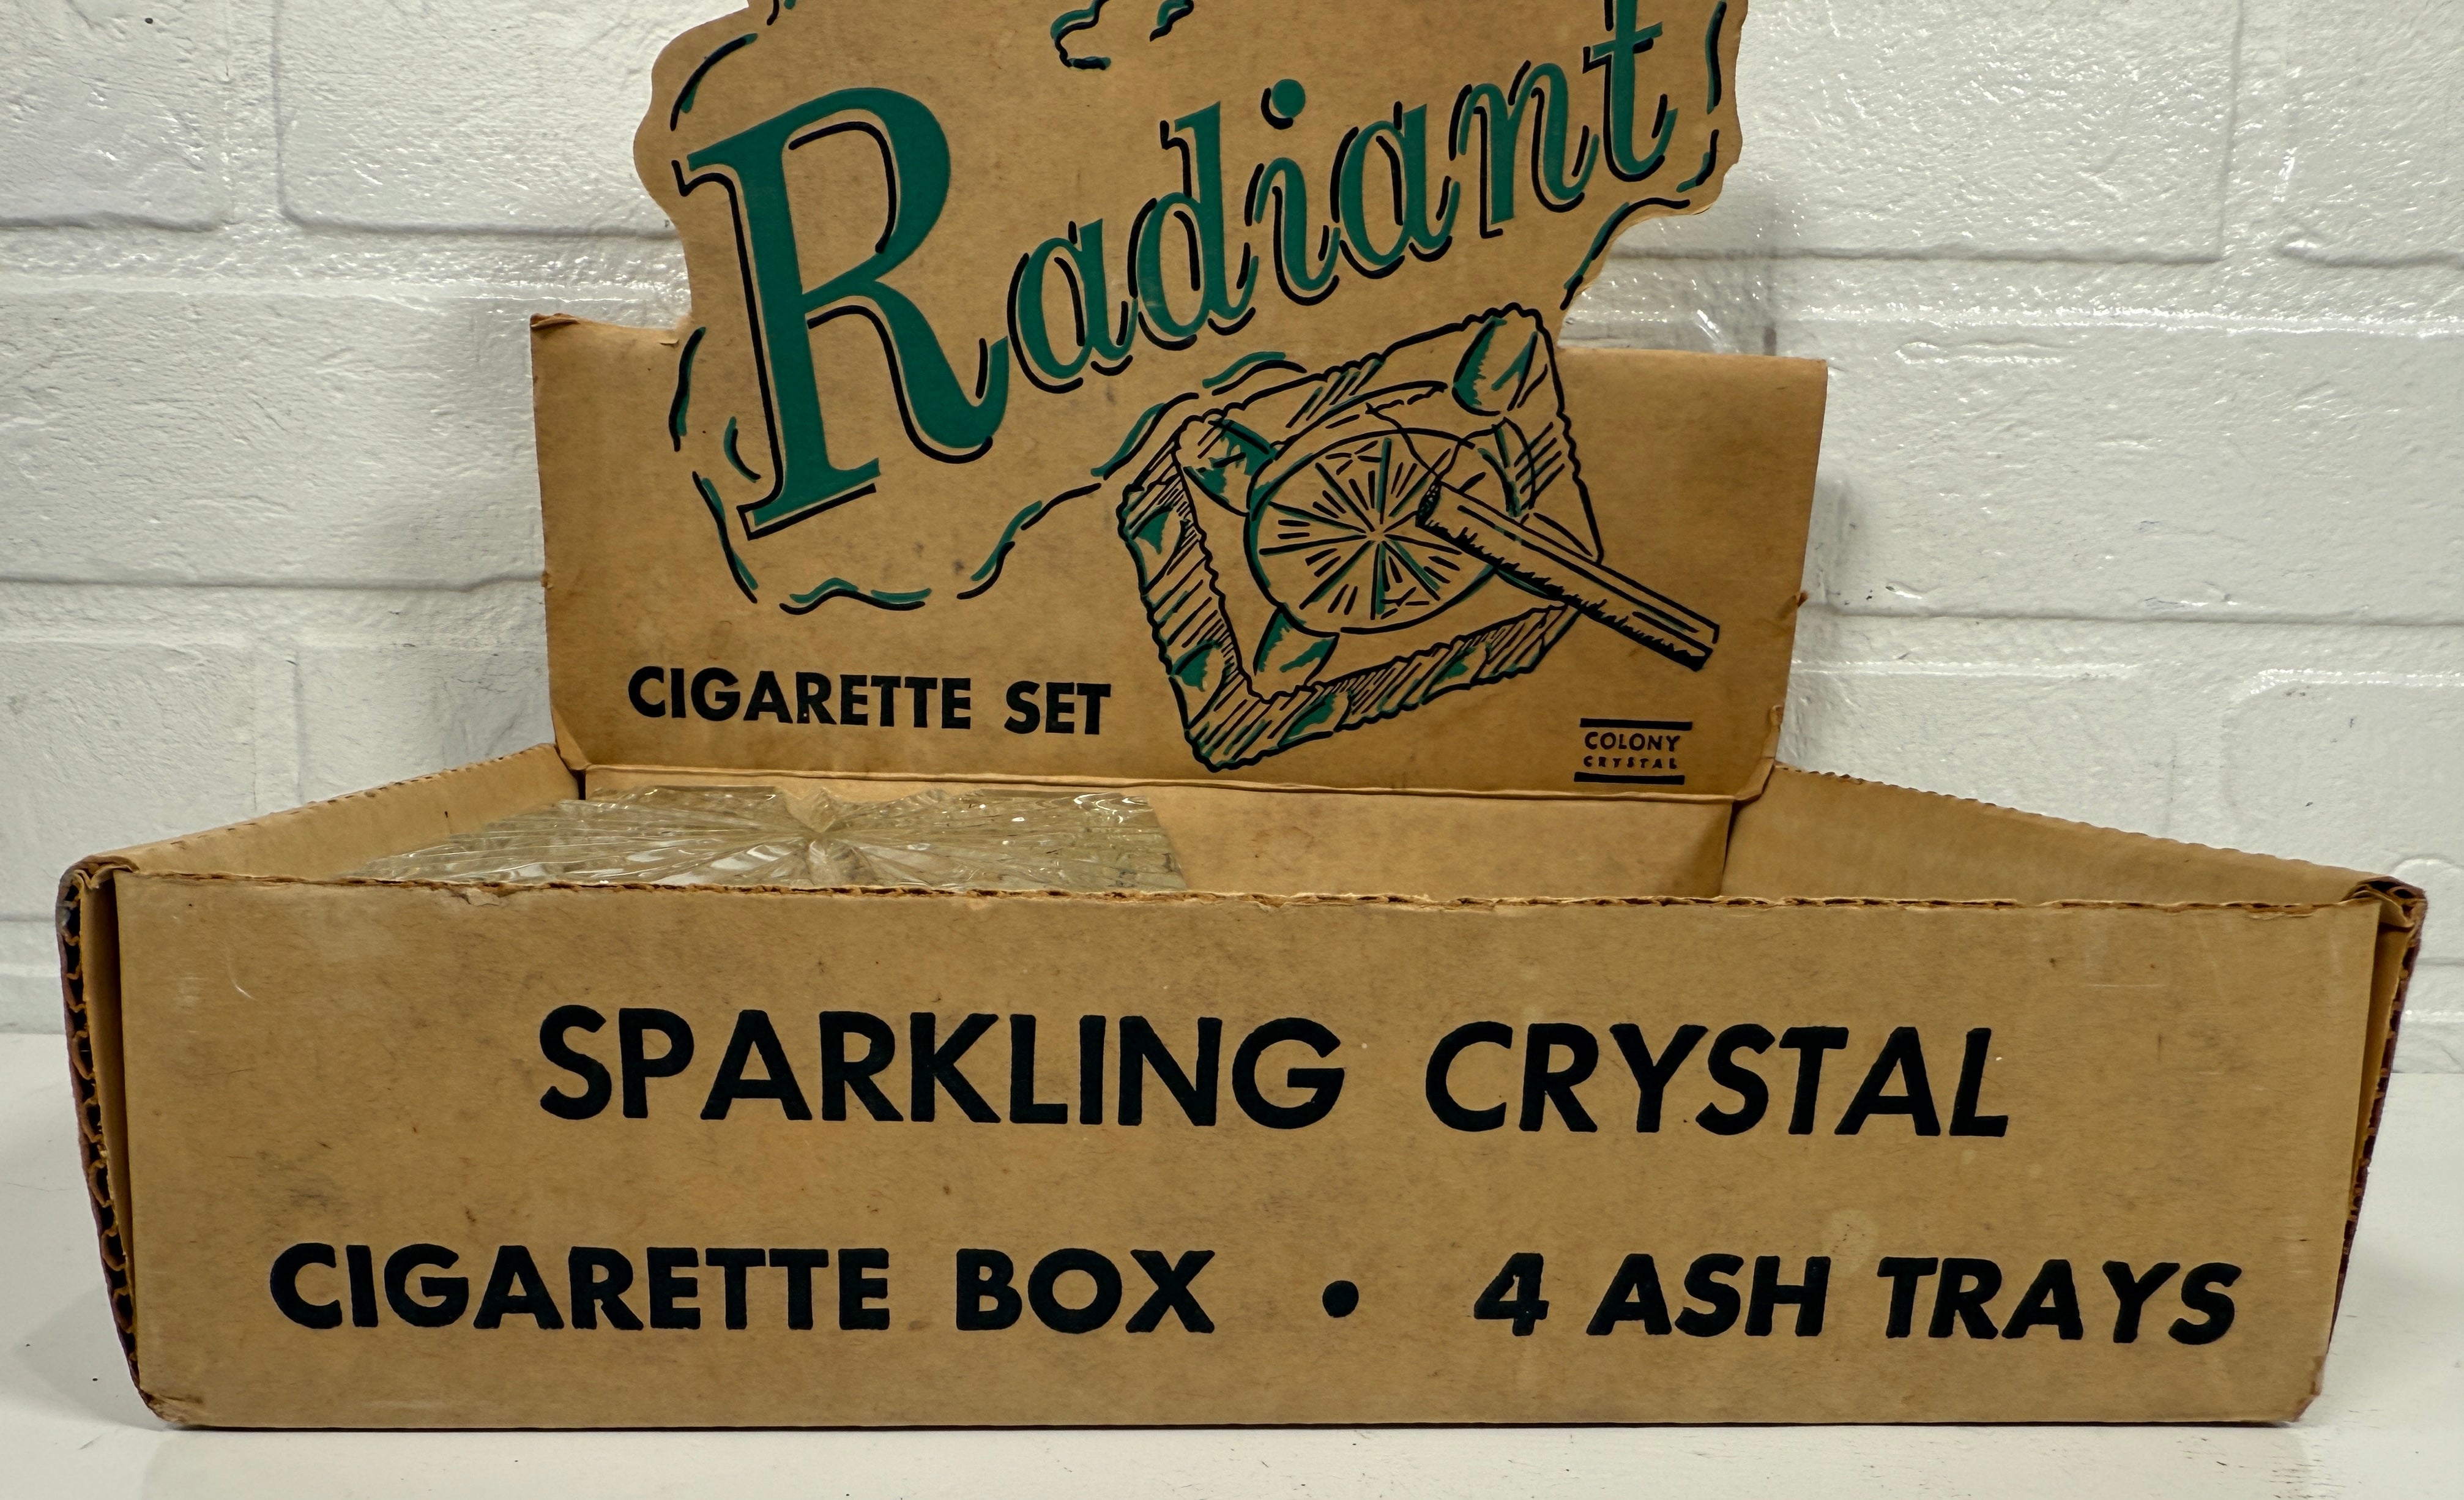 Radiant
CIGARETTE SET
COLONY
CRYSTAL
SPARKLING CRYSTAL
CIGARETTE BOX • 4 ASH TRAYS